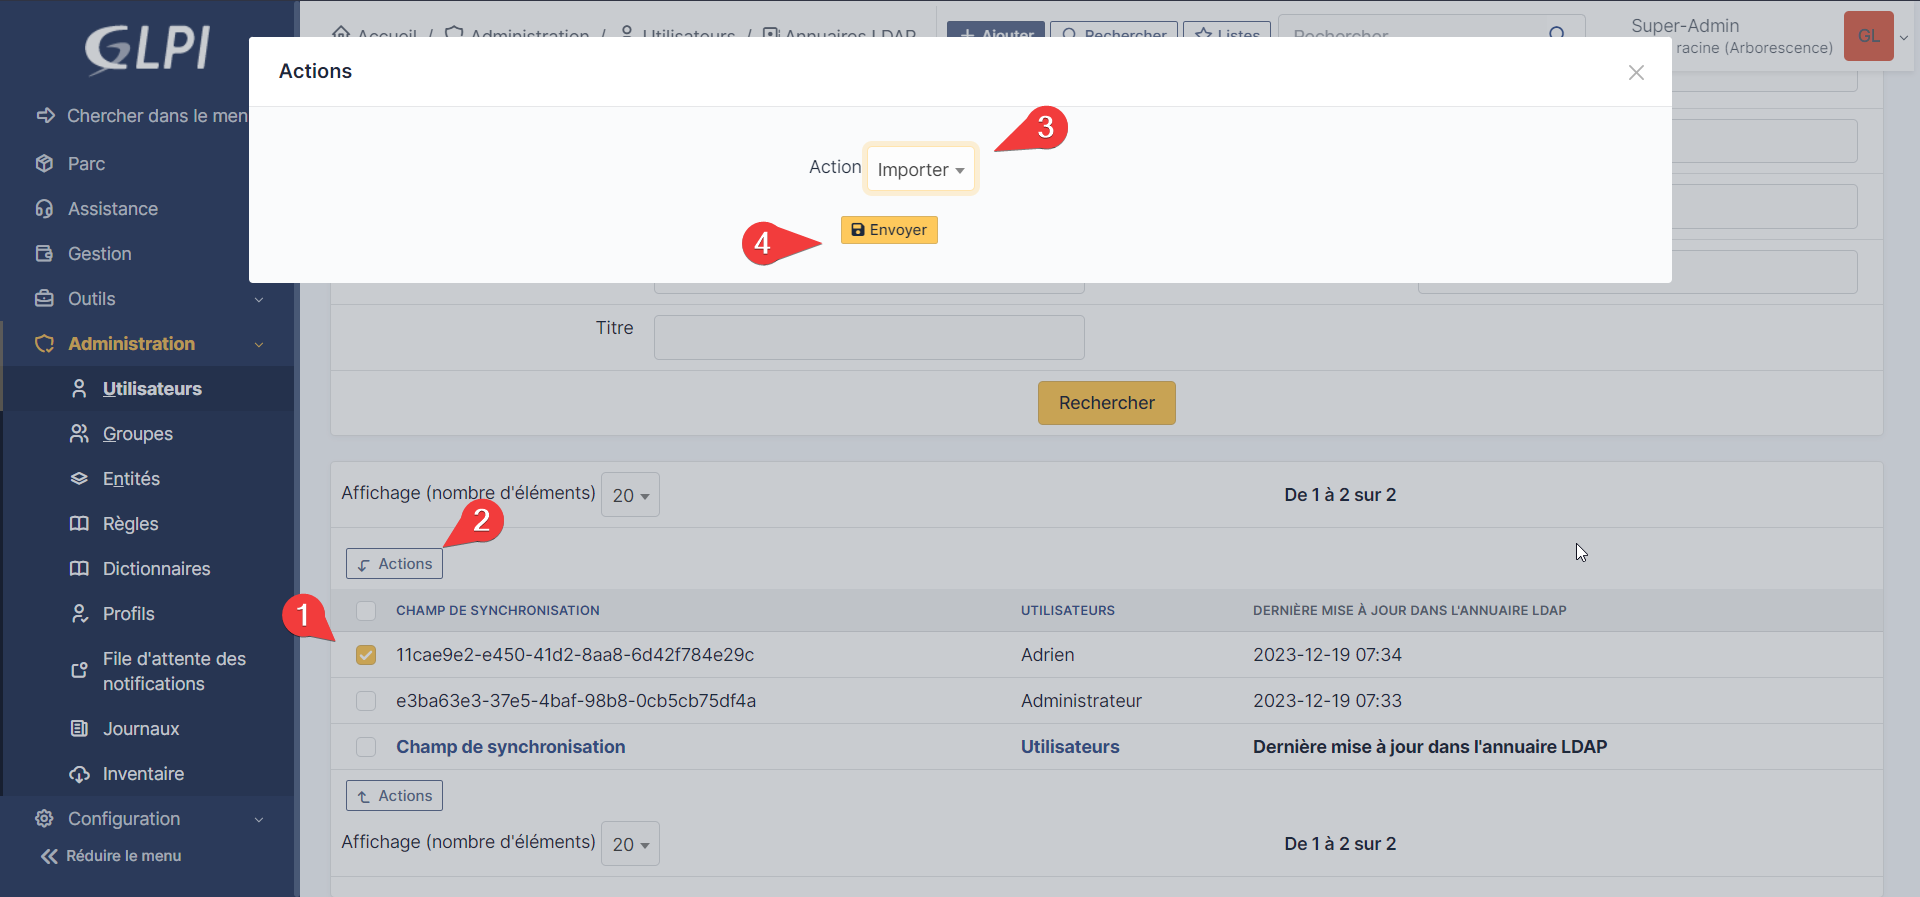 GLPI
Chercher dans le men
Parc
Assistance
Gestion
Outils
Administration
Utilisateurs
Groupes
Entités
Règles
Dictionnaires
Profils
File d'attente des
notifications
Journaux
Inventaire
Configuration
Réduire le menu
Accueil / Administration / Utilisateurs / Annuaires LDAP
Ajouter
Rechercher
Listes
Rechercher
Super-Admin
racine (Arborescence)
GL
Actions
3
Action
Importer
4
Envoyer
Titre
Rechercher
Affichage (nombre d'éléments) 20
De 1 à 2 sur 2
2
Actions
1
CHAMP DE SYNCHRONISATION UTILISATEURS DERNIÈRE MISE À JOUR DANS L'ANNUAIRE LDAP
11cae9e2-e450-41d2-8aa8-6d42f784e29c Adrien 2023-12-19 07:34
e3ba63e3-37e5-4baf-98b8-0cb5cb75df4a Administrateur 2023-12-19 07:33
Champ de synchronisation Utilisateurs Dernière mise à jour dans l'annuaire LDAP
Actions
Affichage (nombre d'éléments) 20
De 1 à 2 sur 2